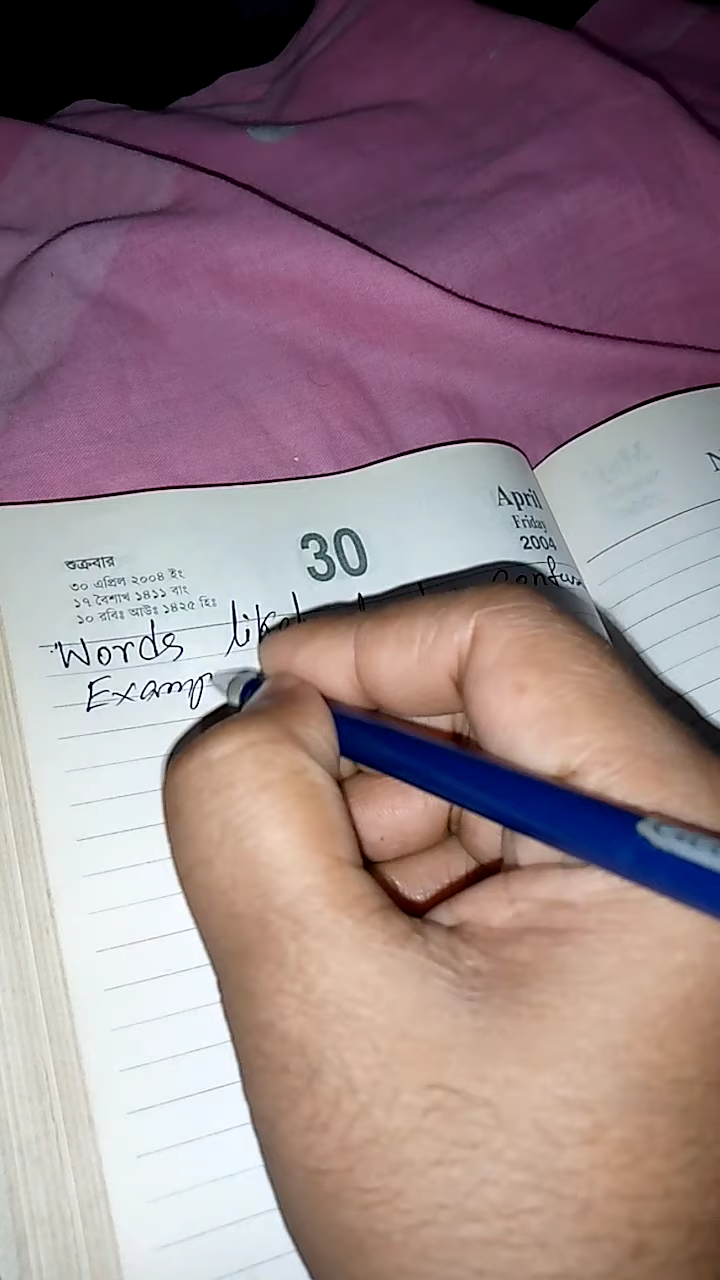 April
Friday
2004
30
শুক্রবার
৩০ এপ্রিল ২০০৪ ইং
১৭ বৈশাখ ১৪১১ বাং
১০ রবিঃ আউঃ ১৪২৫ হিঃ
"Words
Examp